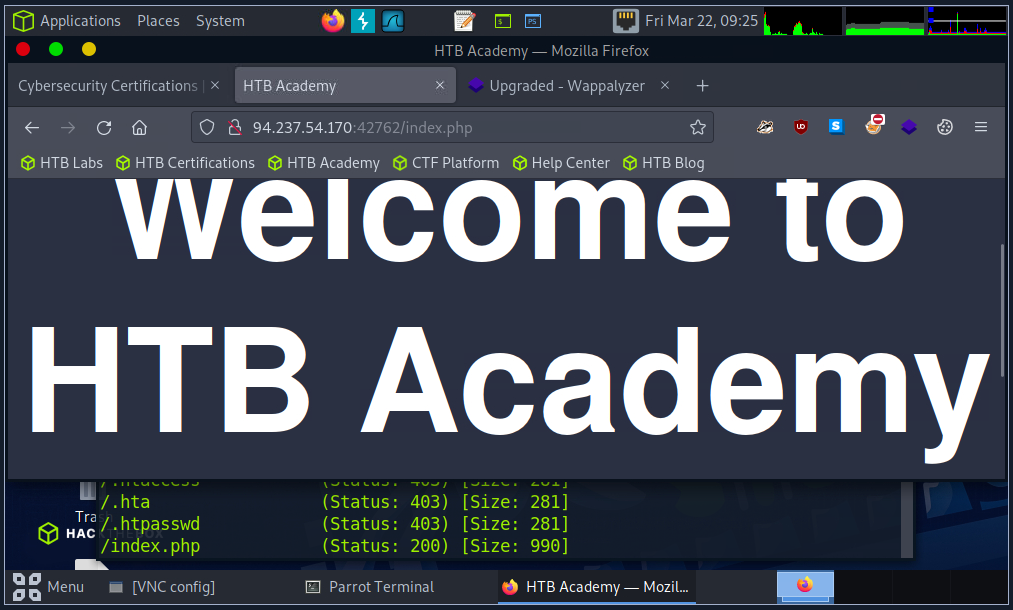 Applications Places System Fri Mar 22, 09:25
HTB Academy — Mozilla Firefox
Cybersecurity Certifications HTB Academy Upgraded - Wappalyzer
94.237.54.170:42762/index.php
HTB Labs HTB Certifications HTB Academy CTF Platform Help Center HTB Blog
Welcome to
HTB Academy
/.htaccess (Status: 403) [Size: 281]
/.hta (Status: 403) [Size: 281]
/.htpasswd (Status: 403) [Size: 281]
/index.php (Status: 200) [Size: 990]
Menu [VNC config] Parrot Terminal HTB Academy — Mozil...